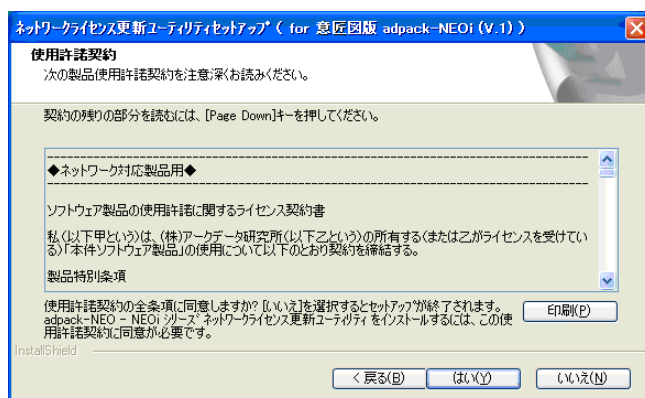 ネットワークライセンス更新ユーティリティセットアップ ( for 意匠図版 adpack-NEOi (V.1) )
使用許諾契約
次の製品使用許諾契約を注意深くお読みください。
契約の残りの部分を読むには、[Page Down]キーを押してください。
------------------------------------------------------------
◆ネットワーク対応製品用◆
------------------------------------------------------------
ソフトウェア製品の使用許諾に関するライセンス契約書
私(以下甲という)は、(株)アークデータ研究所(以下乙という)の所有する(または乙がライセンスを受けてい
る)「本件ソフトウェア製品」の使用について以下のとおり契約を締結する。
製品特別条項
使用許諾契約の全条項に同意しますか? [いいえ]を選択するとセットアップが終了されます。
adpack-NEO - NEOi シリーズ ネットワークライセンス更新ユーティリティ をインストールするには、この使
用許諾契約に同意が必要です。
印刷(P)
InstallShield
< 戻る(B)
はい(Y)
いいえ(N)